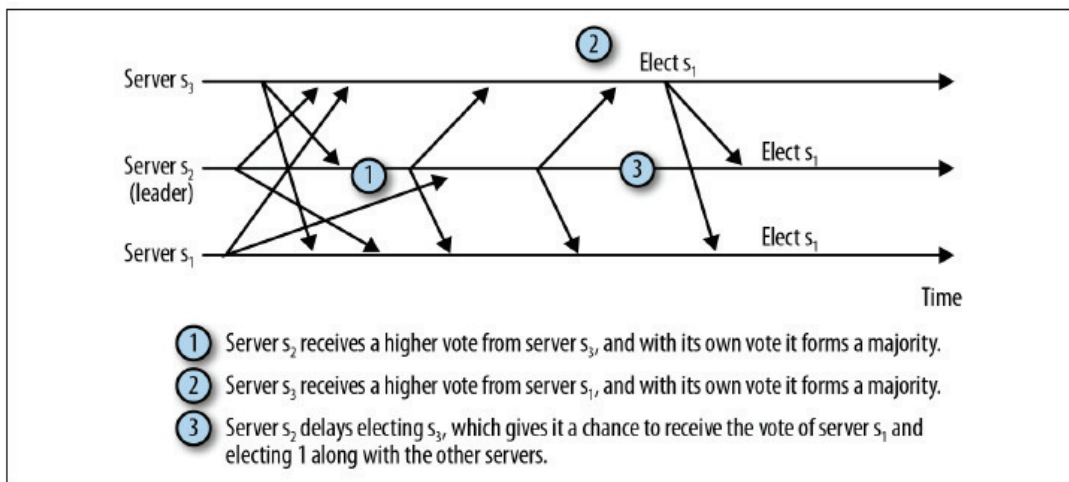 2
Elect s₁
Server s₃
Server s₂
(leader)
1
3
Elect s₁
Server s₁
Elect s₁
Time
1 Server s₂ receives a higher vote from server s₃, and with its own vote it forms a majority.
2 Server s₃ receives a higher vote from server s₁, and with its own vote it forms a majority.
3 Server s₂ delays electing s₃, which gives it a chance to receive the vote of server s₁ and
electing 1 along with the other servers.